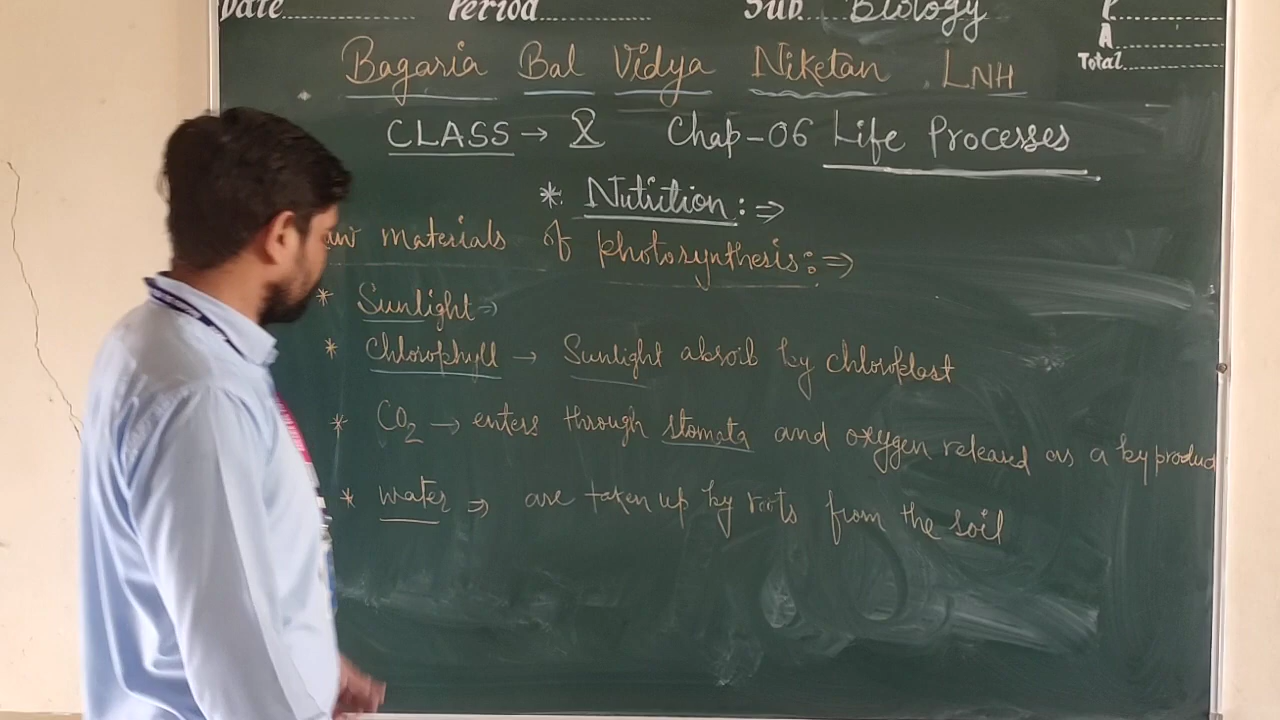 Date............ Period............ Sub... Biology P............
A............
Total............
Bagaria Bal Vidya Niketan LNH
CLASS → X Chap-06 Life Processes
* Nutrition :⇒
materials of photosynthesis :⇒
* Sunlight →
* Chlorophyll → Sunlight absorb by chloroplast
* CO2 → enters through stomata and oxygen released as a by produc
* water ⇒ are taken up by roots from the soil